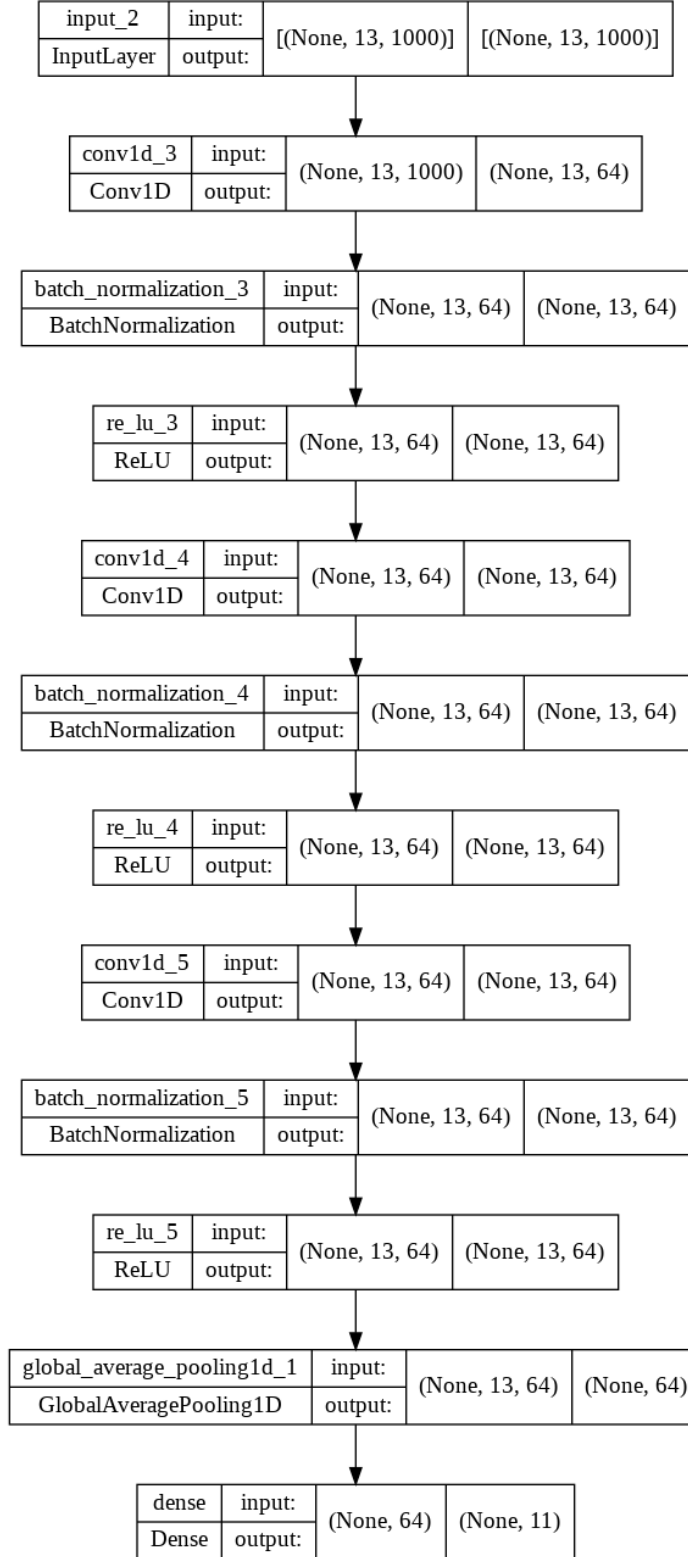 input_2 input: [(None, 13, 1000)] [(None, 13, 1000)]
InputLayer output:
conv1d_3 input: (None, 13, 1000) (None, 13, 64)
Conv1D output:
batch_normalization_3 input: (None, 13, 64) (None, 13, 64)
BatchNormalization output:
re_lu_3 input: (None, 13, 64) (None, 13, 64)
ReLU output:
conv1d_4 input: (None, 13, 64) (None, 13, 64)
Conv1D output:
batch_normalization_4 input: (None, 13, 64) (None, 13, 64)
BatchNormalization output:
re_lu_4 input: (None, 13, 64) (None, 13, 64)
ReLU output:
conv1d_5 input: (None, 13, 64) (None, 13, 64)
Conv1D output:
batch_normalization_5 input: (None, 13, 64) (None, 13, 64)
BatchNormalization output:
re_lu_5 input: (None, 13, 64) (None, 13, 64)
ReLU output:
global_average_pooling1d_1 input: (None, 13, 64) (None, 64)
GlobalAveragePooling1D output:
dense input: (None, 64) (None, 11)
Dense output: